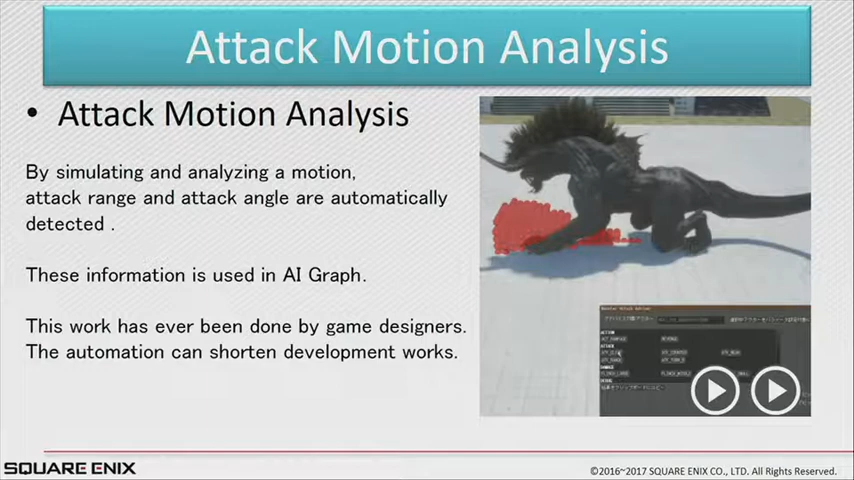 Attack Motion Analysis
• Attack Motion Analysis
By simulating and analyzing a motion,
attack range and attack angle are automatically
detected .
These information is used in AI Graph.
This work has ever been done by game designers.
The automation can shorten development works.
SQUARE ENIX
©2016~2017 SQUARE ENIX CO., LTD. All Rights Reserved.